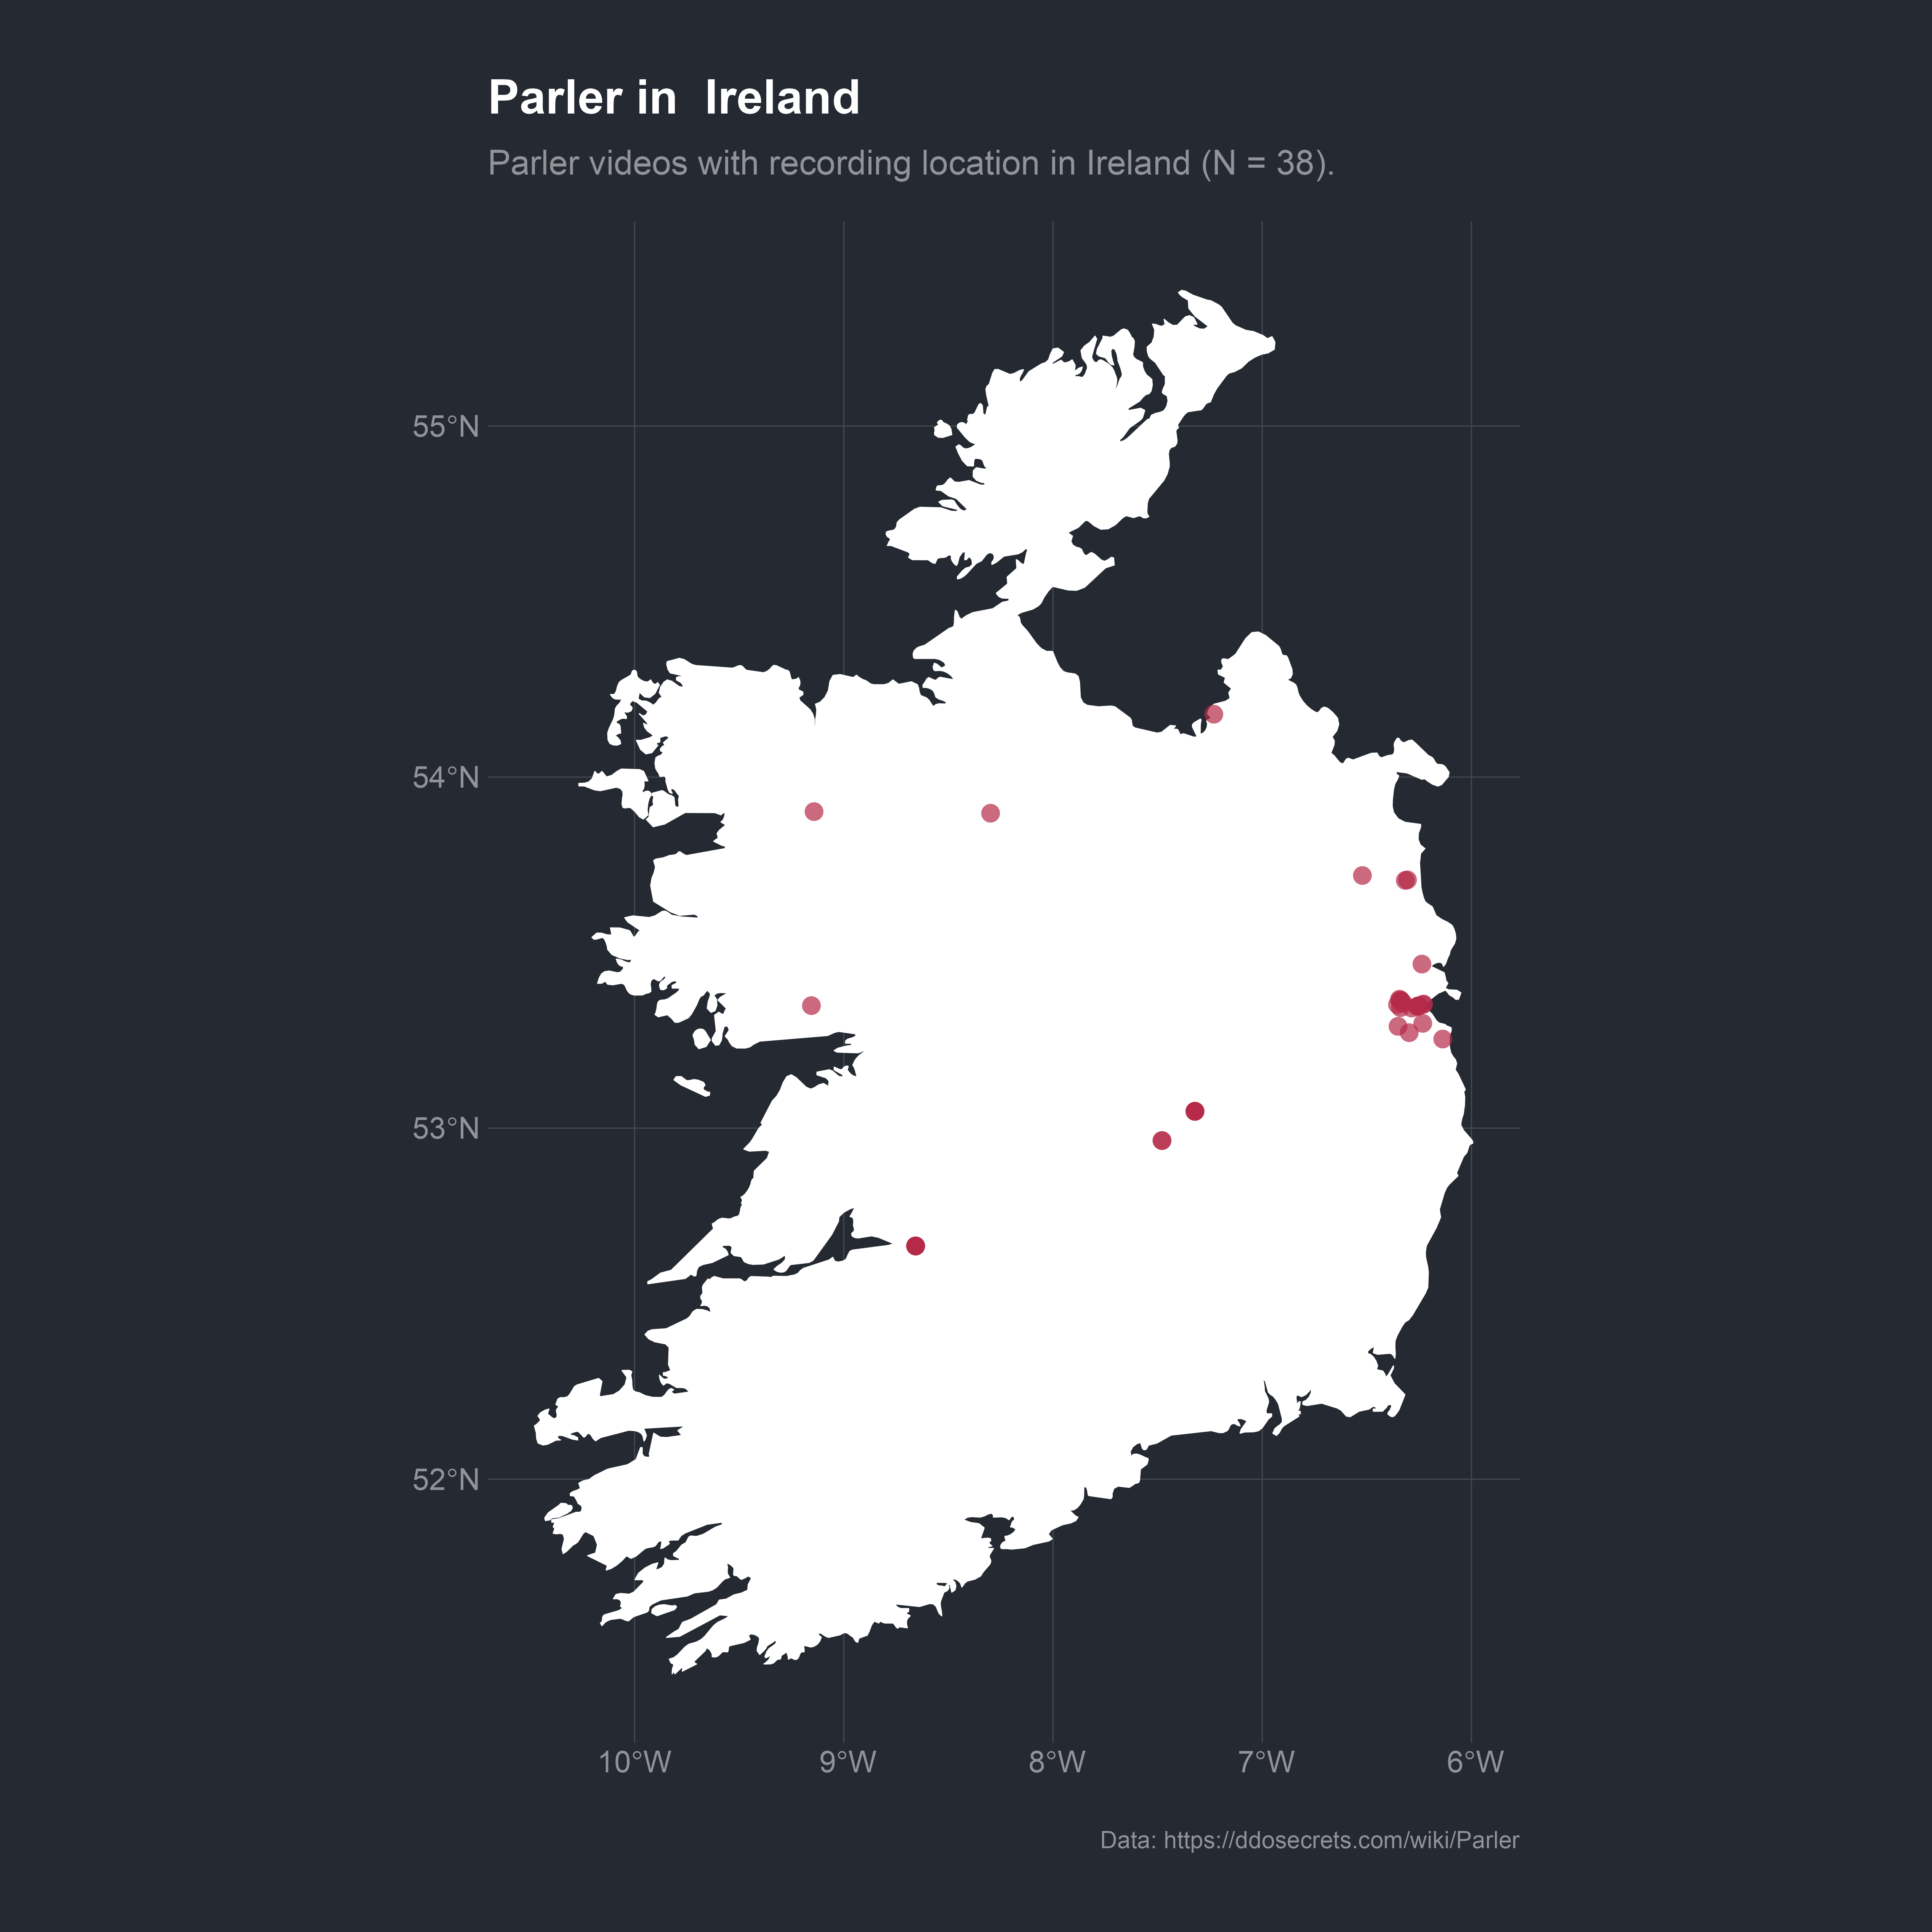 Parler in  Ireland
Parler videos with recording location in Ireland (N = 38).
55°N
54°N
53°N
52°N
10°W 9°W 8°W 7°W 6°W
Data: https://ddosecrets.com/wiki/Parler